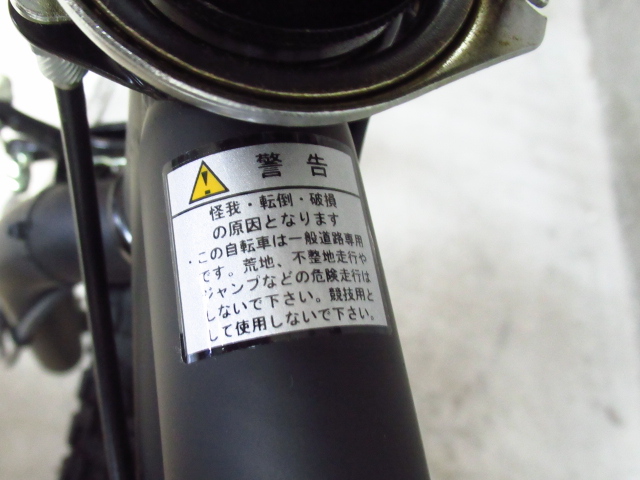 警告
怪我・転倒・破損
の原因となります
・この自転車は一般道路専用
です。荒地、不整地走行や
ジャンプなどの危険走行は
しないで下さい。競技用と
して使用しないで下さい。